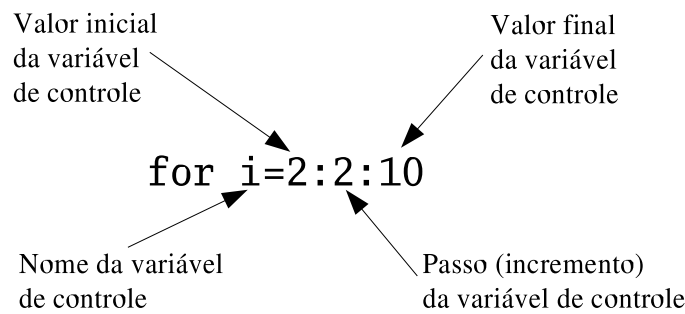 Valor inicial
da variável
de controle
Valor final
da variável
de controle
for i=2:2:10
Nome da variável
de controle
Passo (incremento)
da variável de controle